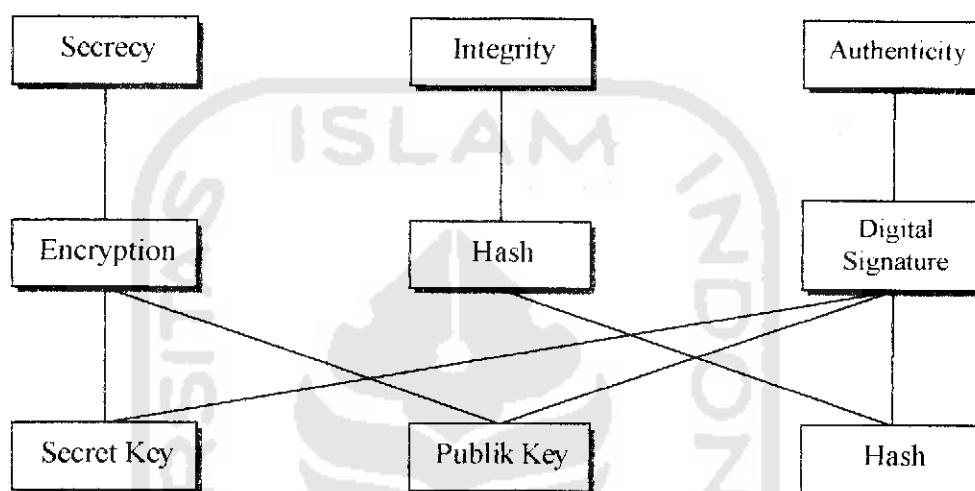 Secrecy
Integrity
Authenticity
ISLAM
Encryption
Hash
Digital
Signature
Secret Key
Publik Key
Hash